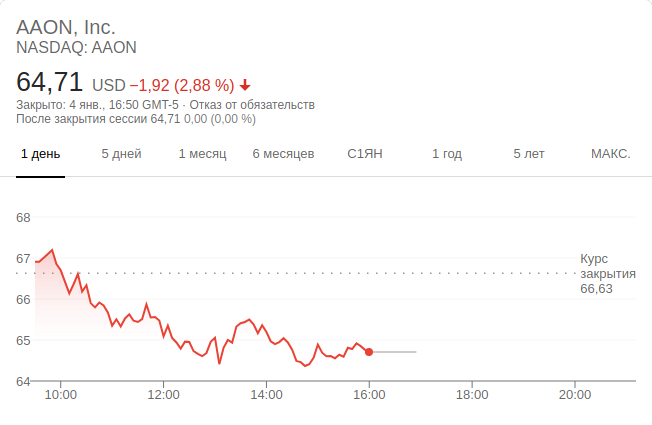 AAON, Inc.
NASDAQ: AAON
64,71 USD −1,92 (2,88 %)
Закрыто: 4 янв., 16:50 GMT-5 · Отказ от обязательств
После закрытия сессии 64,71 0,00 (0,00 %)
1 день 5 дней 1 месяц 6 месяцев С1ЯН 1 год 5 лет МАКС.
68
67
66
65
64
Курс
закрытия
66,63
10:00 12:00 14:00 16:00 18:00 20:00